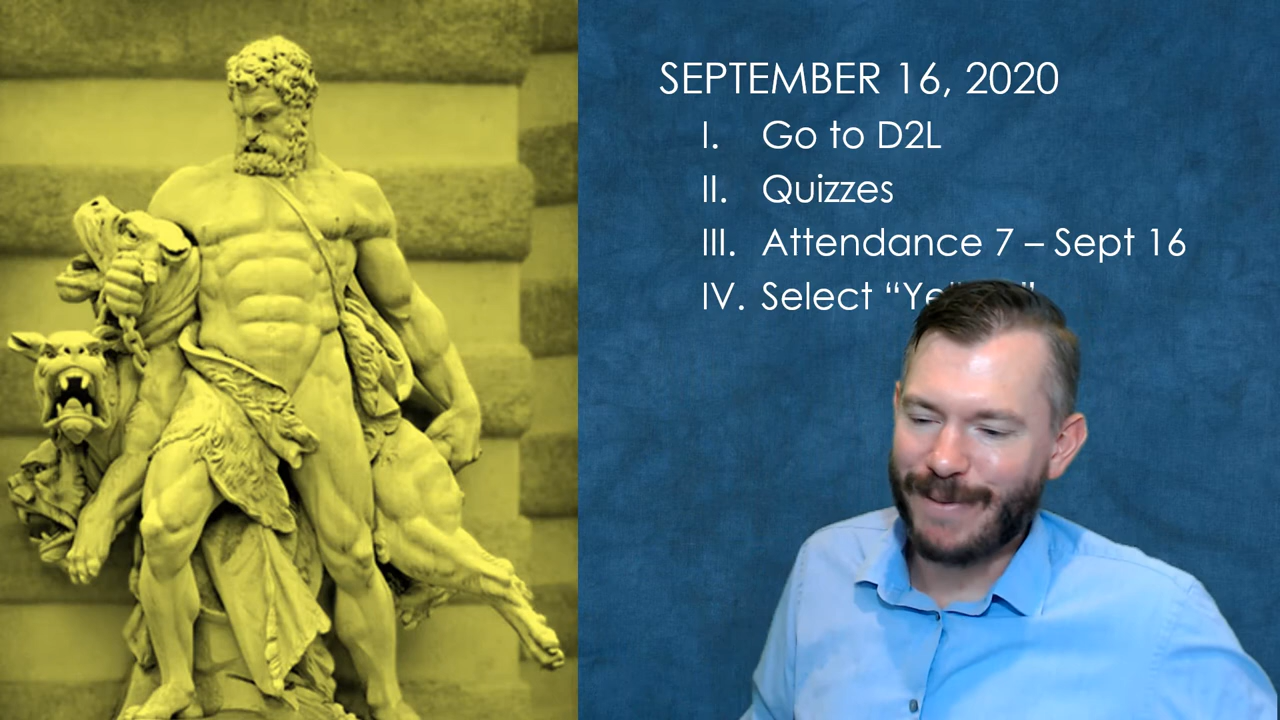 SEPTEMBER 16, 2020
I. Go to D2L
II. Quizzes
III. Attendance 7 – Sept 16
IV. Select